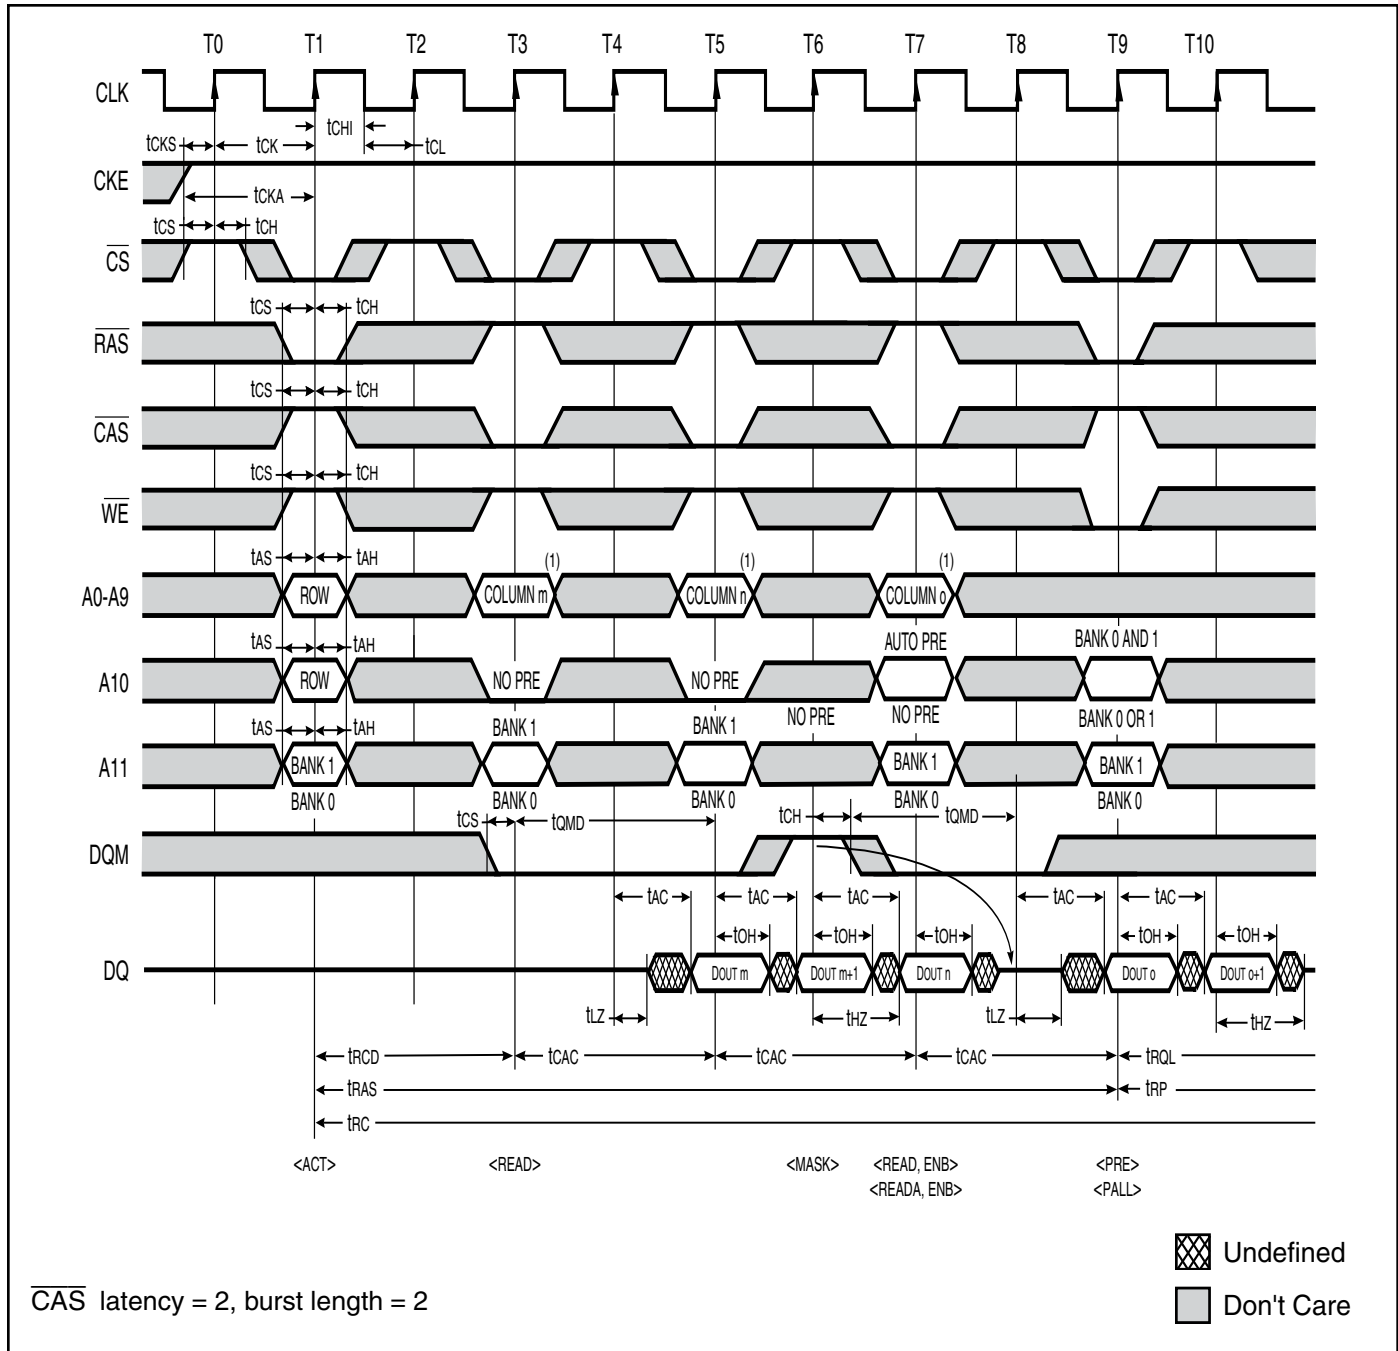 T0 T1 T2 T3 T4 T5 T6 T7 T8 T9 T10
CLK
tCHI
tCKS tCK tCL
CKE
tCKA
tCS tCH
CS
tCS tCH
RAS
tCS tCH
CAS
tCS tCH
WE
tAS tAH (1) (1) (1)
A0-A9 ROW COLUMN m COLUMN n COLUMN o
tAS tAH AUTO PRE BANK 0 AND 1
A10 ROW NO PRE NO PRE
NO PRE NO PRE BANK 0 OR 1
tAS tAH BANK 1 BANK 1
A11 BANK 1 BANK 1 BANK 1
BANK 0 BANK 0 BANK 0 BANK 0 BANK 0
tCS tQMD tCH tQMD
DQM
tAC tAC tAC tAC tAC
tOH tOH tOH tOH tOH
DQ DOUT m DOUT m+1 DOUT n DOUT o DOUT o+1
tLZ tHZ tLZ tHZ
tRCD tCAC tCAC tCAC tRQL
tRAS tRP
tRC
<ACT> <READ> <MASK> <READ, ENB> <PRE>
<READA, ENB> <PALL>
Undefined
CAS latency = 2, burst length = 2
Don't Care